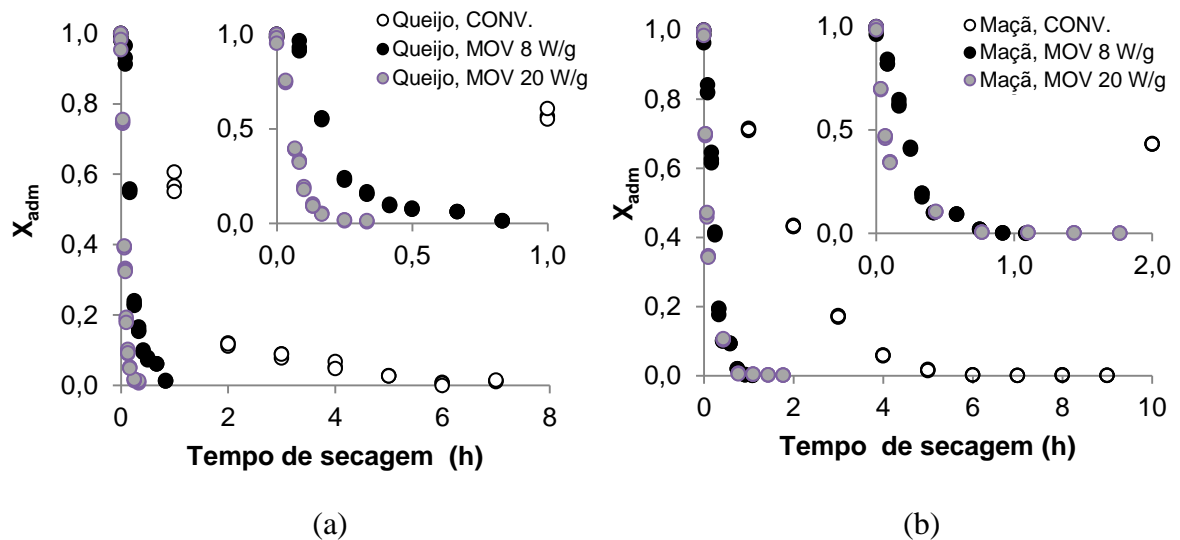 Queijo, CONV.
Queijo, MOV 8 W/g
Queijo, MOV 20 W/g
1,0
0,8
0,6
0,4
0,2
0,0
X_adm
1,0
0,5
0,0
0,0 0,5 1,0
0 2 4 6 8
Tempo de secagem (h)
(a)
Maçã, CONV.
Maçã, MOV 8 W/g
Maçã, MOV 20 W/g
1,0
0,8
0,6
0,4
0,2
0,0
X_adm
1,0
0,5
0,0
0,0 1,0 2,0
0 2 4 6 8 10
Tempo de secagem (h)
(b)